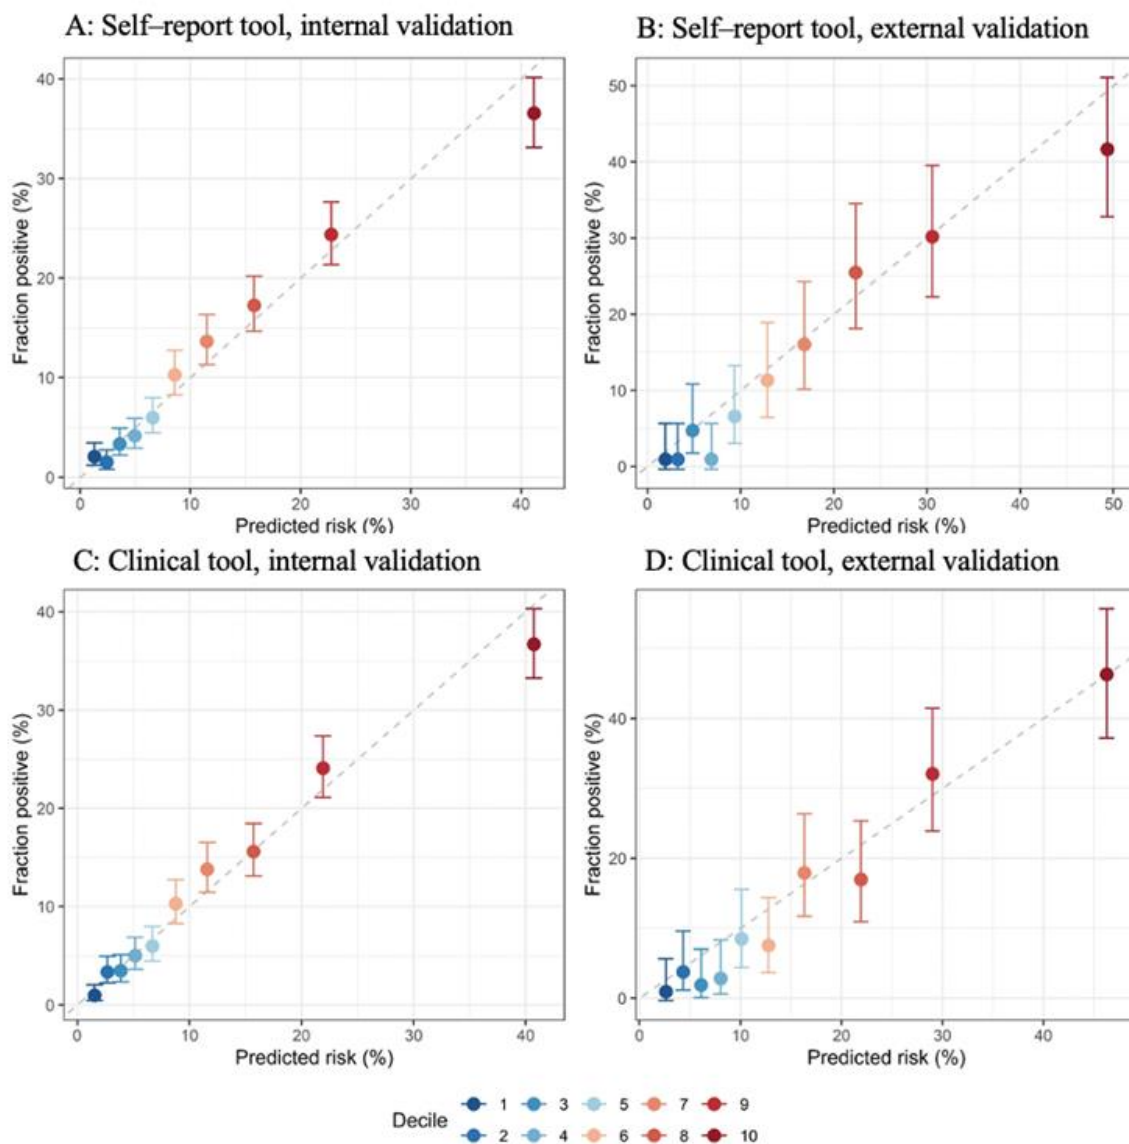 A: Self–report tool, internal validation
40
30
20
10
0
Fraction positive (%)
0 10 20 30 40
Predicted risk (%)
B: Self–report tool, external validation
50
40
30
20
10
0
Fraction positive (%)
0 10 20 30 40 50
Predicted risk (%)
C: Clinical tool, internal validation
40
30
20
10
0
Fraction positive (%)
0 10 20 30 40
Predicted risk (%)
D: Clinical tool, external validation
40
20
0
Fraction positive (%)
0 10 20 30 40
Predicted risk (%)
Decile
1 3 5 7 9
2 4 6 8 10